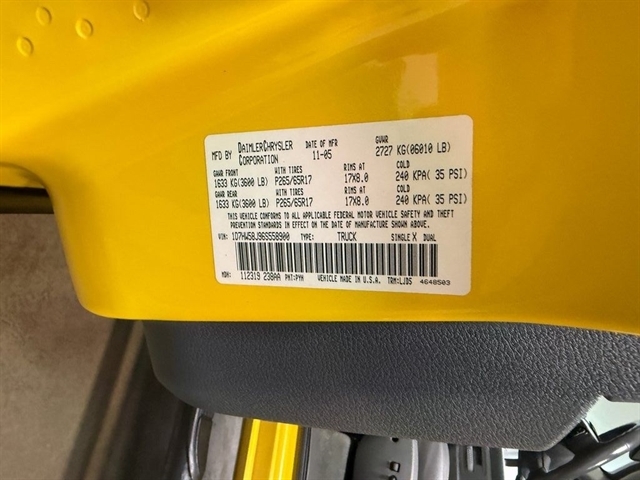 MFD BY DAIMLERCHRYSLER CORPORATION DATE OF MFR 11-05 GVWR 2727 KG(06010 LB)
GAWR FRONT WITH TIRES RIMS AT COLD
1633 KG(3600 LB) P265/65R17 17X8.0 240 KPA( 35 PSI)
GAWR REAR WITH TIRES RIMS AT COLD
1633 KG(3600 LB) P265/65R17 17X8.0 240 KPA( 35 PSI)
THIS VEHICLE CONFORMS TO ALL APPLICABLE FEDERAL MOTOR VEHICLE SAFETY AND THEFT PREVENTION STANDARDS IN EFFECT ON THE DATE OF MANUFACTURE SHOWN ABOVE.
VIN: 1D7HW58J96S558900 TYPE: TRUCK SINGLE X DUAL
MDH: 112319 238AA PNT:PYH VEHICLE MADE IN U.S.A. TRM:LJDS 4648503